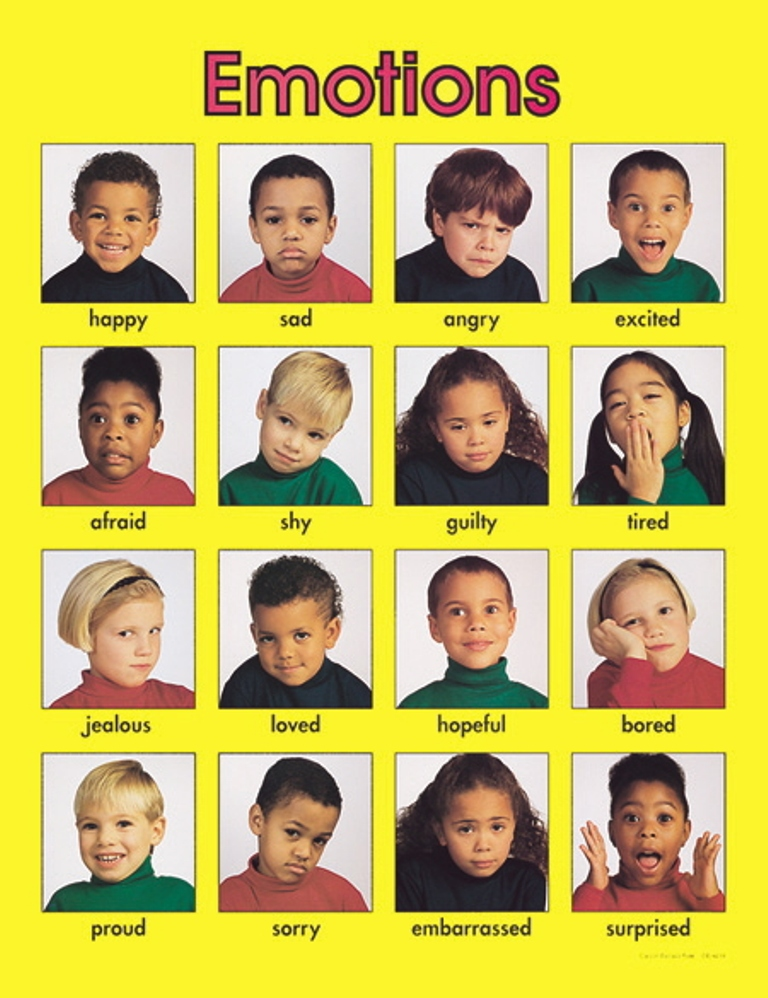 Emotions
happy sad angry excited
afraid shy guilty tired
jealous loved hopeful bored
proud sorry embarrassed surprised